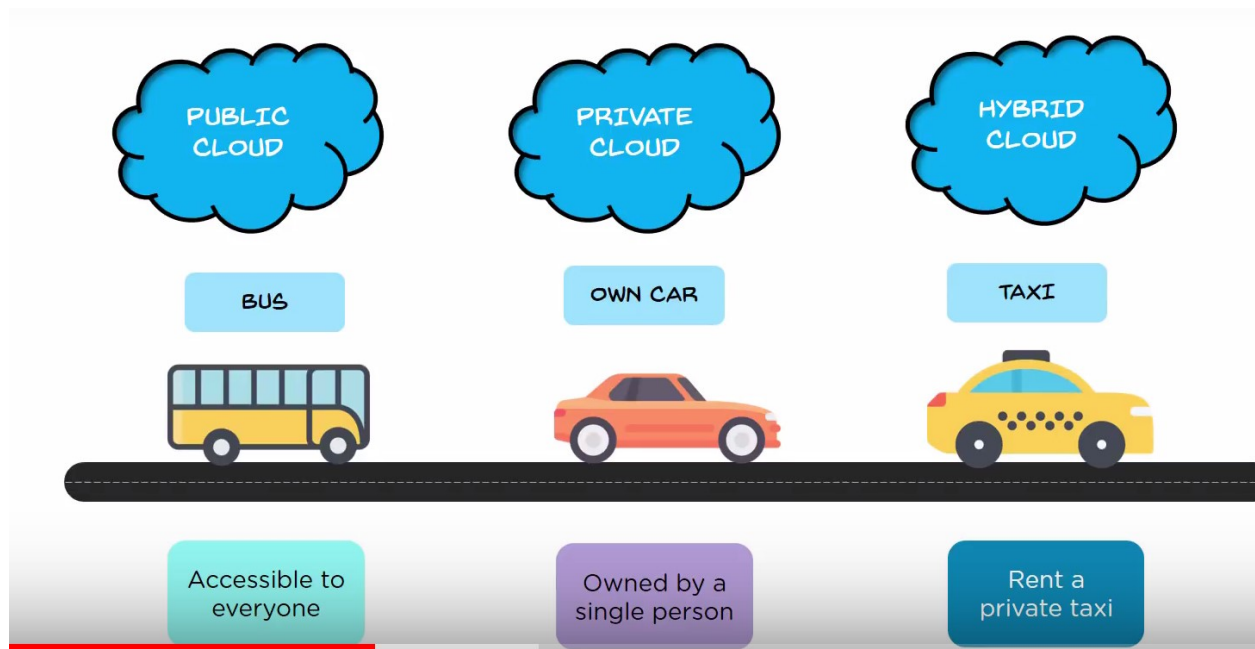 PUBLIC
CLOUD
PRIVATE
CLOUD
HYBRID
CLOUD
BUS
OWN CAR
TAXI
Accessible to
everyone
Owned by a
single person
Rent a
private taxi